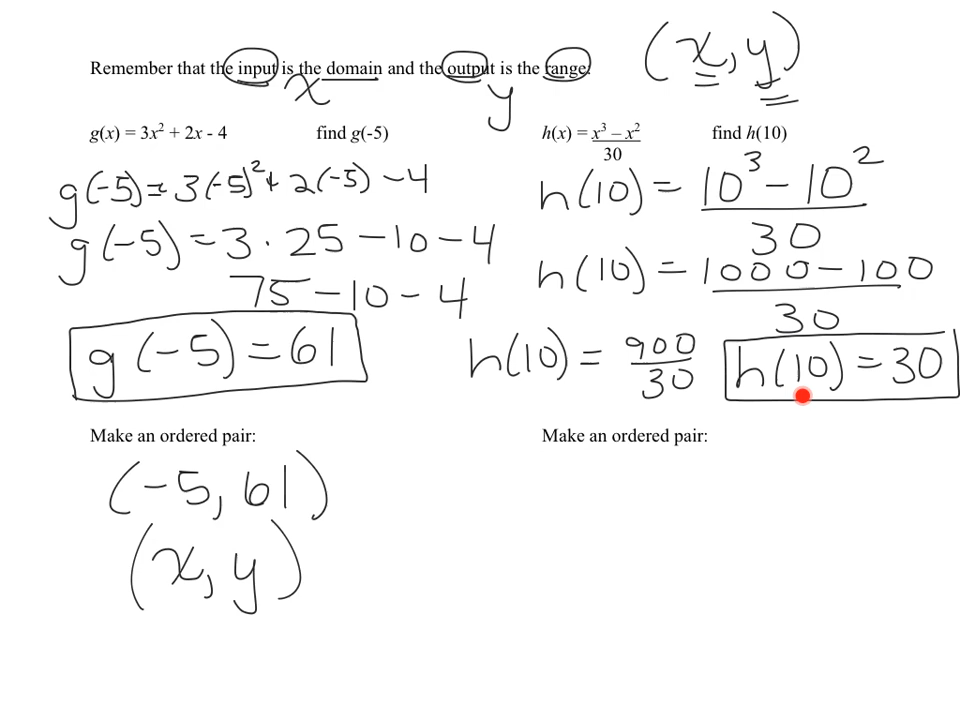 Remember that the input is the domain and the output is the range.
(x, y)
x
y
g(x) = 3x² + 2x - 4 find g(-5)
g(-5) = 3(-5)² + 2(-5) - 4
g(-5) = 3 · 25 - 10 - 4
75 - 10 - 4
g(-5) = 61
Make an ordered pair:
(-5, 61)
(x, y)
h(x) = x³ – x² find h(10)
30
h(10) = 10³ - 10²
30
h(10) = 1000 - 100
30
h(10) = 900
30
h(10) = 30
Make an ordered pair: